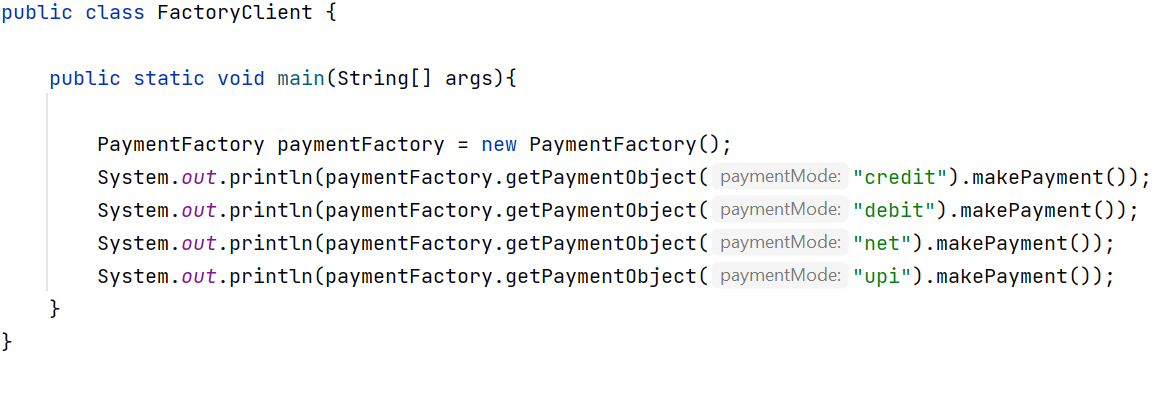 public class FactoryClient {
public static void main(String[] args){
PaymentFactory paymentFactory = new PaymentFactory();
System.out.println(paymentFactory.getPaymentObject( paymentMode: "credit").makePayment());
System.out.println(paymentFactory.getPaymentObject( paymentMode: "debit").makePayment());
System.out.println(paymentFactory.getPaymentObject( paymentMode: "net").makePayment());
System.out.println(paymentFactory.getPaymentObject( paymentMode: "upi").makePayment());
}
}